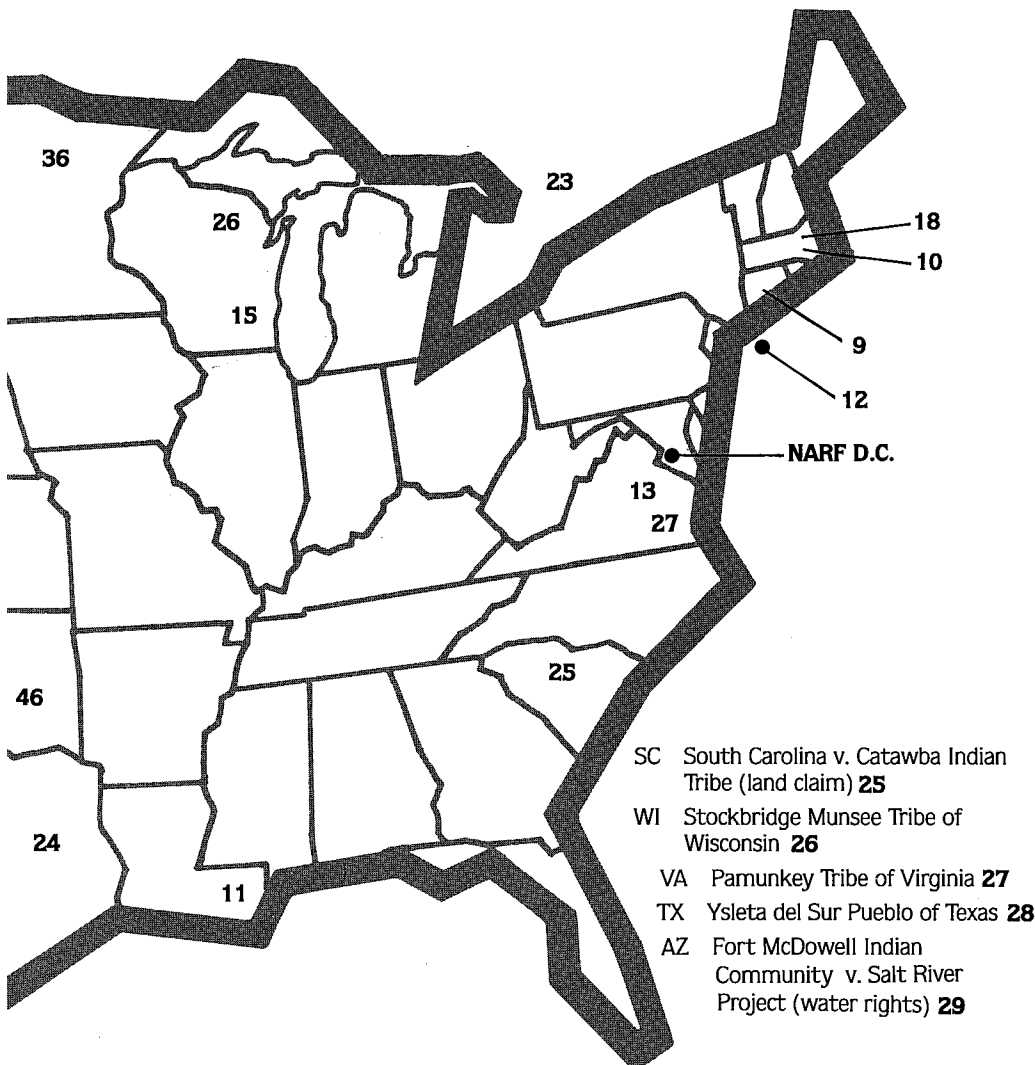 36
23
26
18
10
15
9
12
NARF D.C.
13
27
25
46
24
11
SC South Carolina v. Catawba Indian
Tribe (land claim) 25
WI Stockbridge Munsee Tribe of
Wisconsin 26
VA Pamunkey Tribe of Virginia 27
TX Ysleta del Sur Pueblo of Texas 28
AZ Fort McDowell Indian
Community v. Salt River
Project (water rights) 29